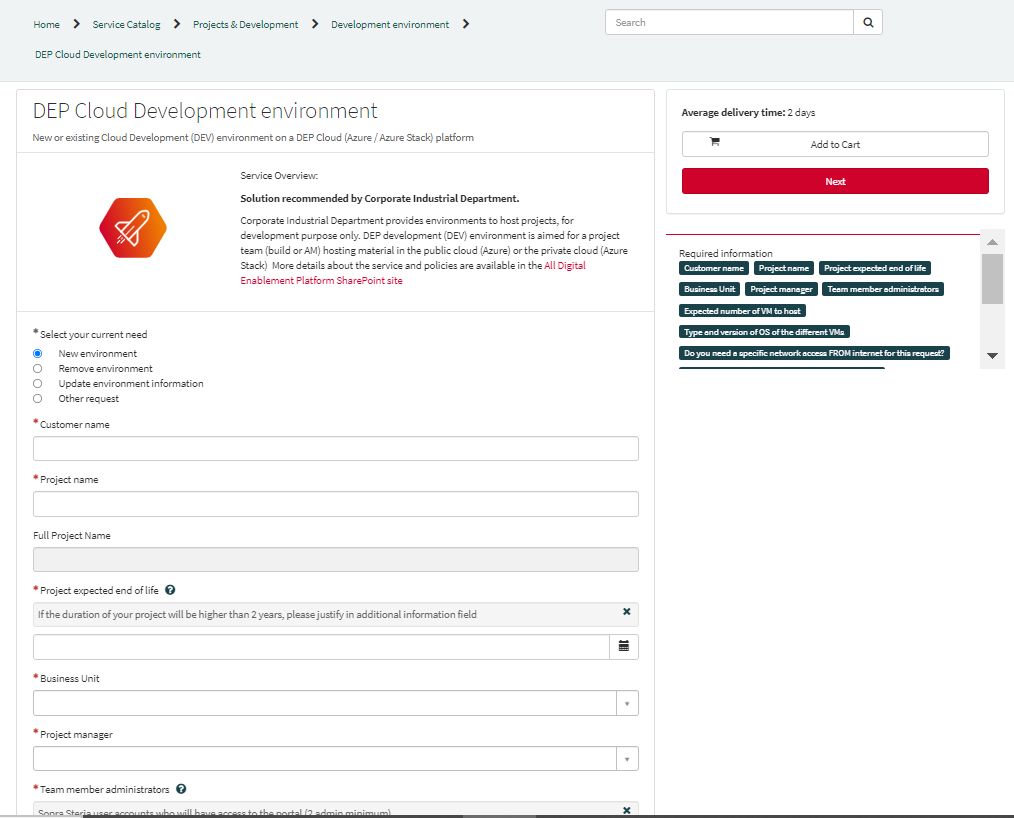 Home > Service Catalog > Projects & Development > Development environment >
DEP Cloud Development environment
Search
DEP Cloud Development environment
New or existing Cloud Development (DEV) environment on a DEP Cloud (Azure / Azure Stack) platform
Service Overview:
Solution recommended by Corporate Industrial Department.
Corporate Industrial Department provides environments to host projects, for
development purpose only. DEP development (DEV) environment is aimed for a project
team (build or AM) hosting material in the public cloud (Azure) or the private cloud (Azure
Stack) More details about the service and policies are available in the All Digital
Enablement Platform SharePoint site
*Select your current need
New environment
Remove environment
Update environment information
Other request
*Customer name
*Project name
Full Project Name
*Project expected end of life ?
If the duration of your project will be higher than 2 years, please justify in additional information field
*Business Unit
*Project manager
*Team member administrators ?
Sopra Steria user accounts who will have access to the portal (2 admin minimum)
Average delivery time: 2 days
Add to Cart
Next
Required information
Customer name Project name Project expected end of life
Business Unit Project manager Team member administrators
Expected number of VM to host
Type and version of OS of the different VMs
Do you need a specific network access FROM internet for this request?